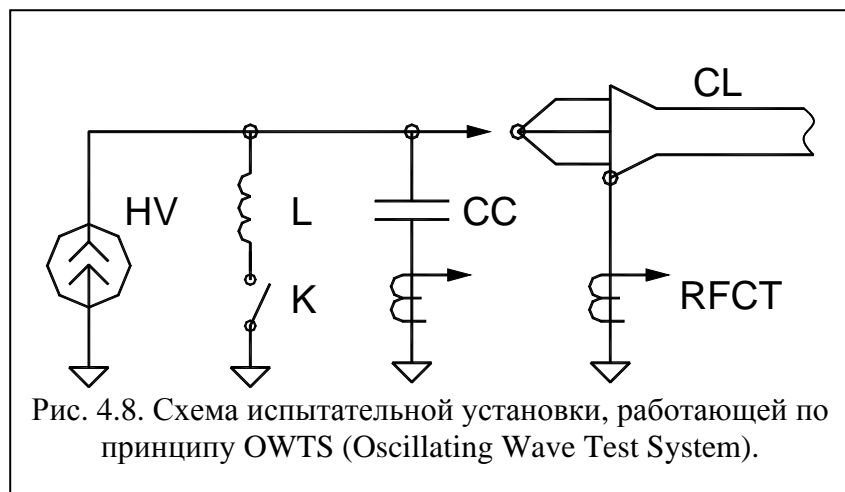 CL
HV
L
CC
K
RFCT
Рис. 4.8. Схема испытательной установки, работающей по
принципу OWTS (Oscillating Wave Test System).